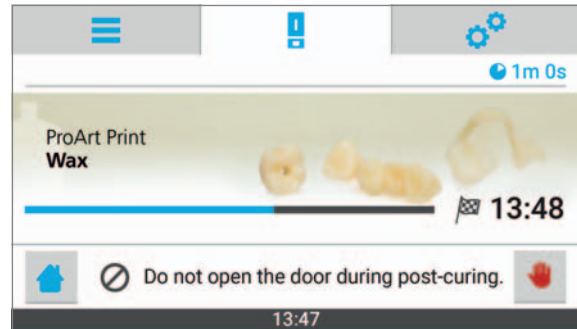 1m 0s
ProArt Print
Wax
13:48
Do not open the door during post-curing.
13:47